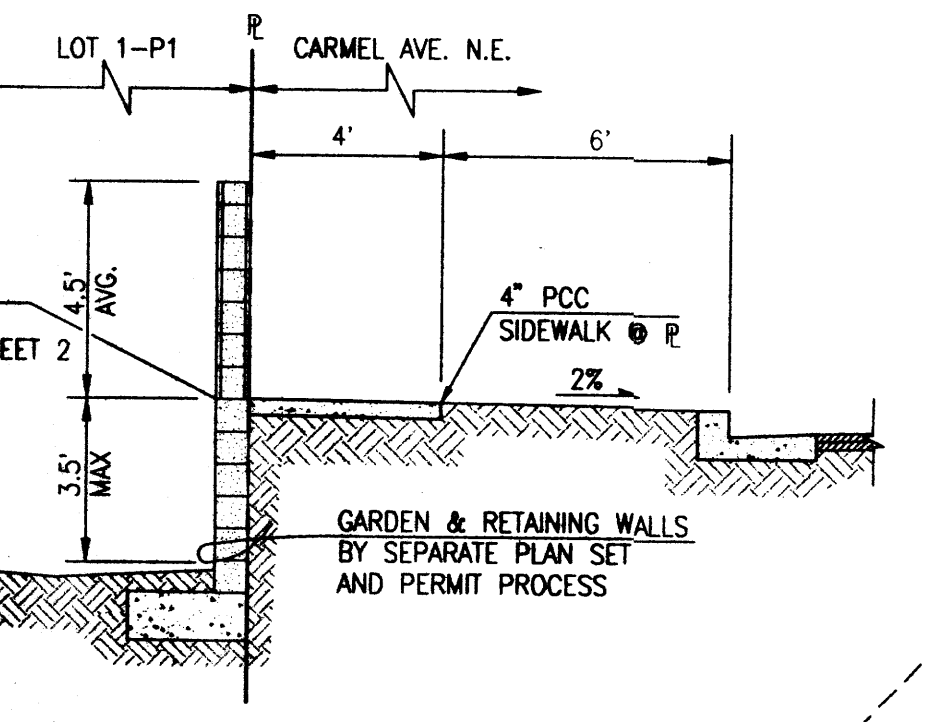 ℄
LOT 1-P1
CARMEL AVE. N.E.
4'
6'
4.5'
AVG.
4" PCC
SIDEWALK @ ℄
EET 2
2%
3.5'
MAX
GARDEN & RETAINING WALLS
BY SEPARATE PLAN SET
AND PERMIT PROCESS